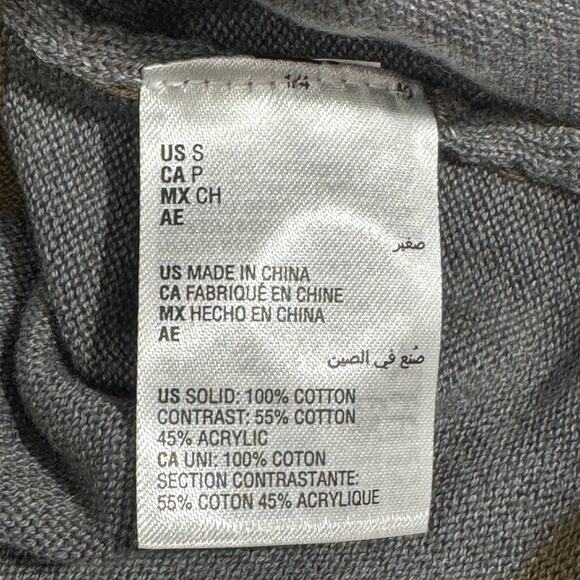 US S
CA P
MX CH
AE
صغير
US MADE IN CHINA
CA FABRIQUÉ EN CHINE
MX HECHO EN CHINA
AE
صُنع في الصين
US SOLID: 100% COTTON
CONTRAST: 55% COTTON
45% ACRYLIC
CA UNI: 100% COTON
SECTION CONTRASTANTE:
55% COTON 45% ACRYLIQUE